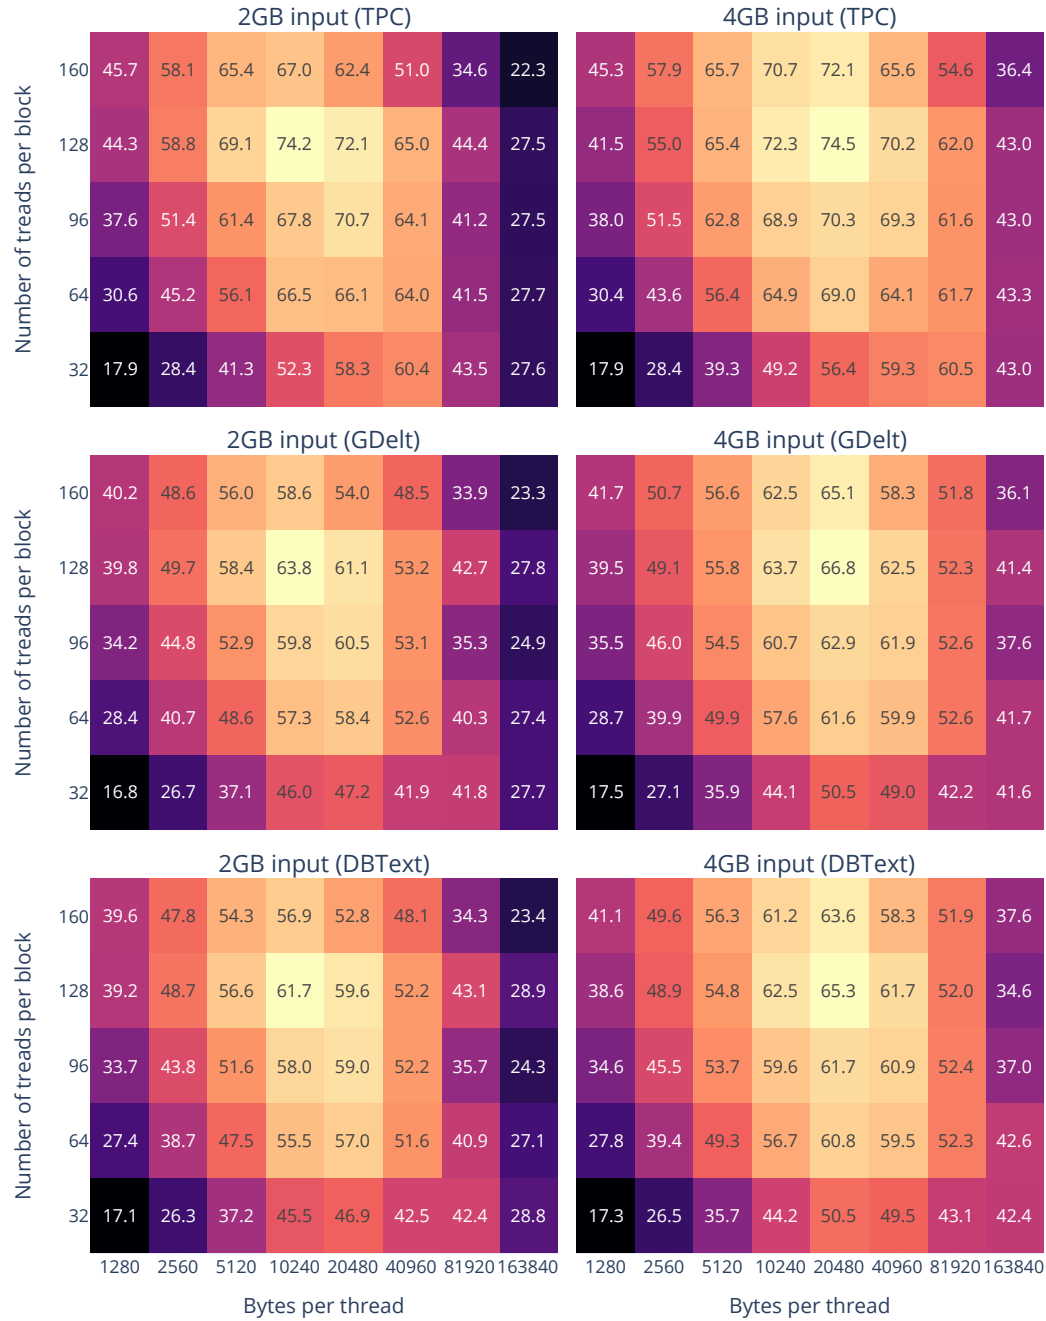 2GB input (TPC) 4GB input (TPC)
Number of treads per block
160 45.7 58.1 65.4 67.0 62.4 51.0 34.6 22.3 45.3 57.9 65.7 70.7 72.1 65.6 54.6 36.4
128 44.3 58.8 69.1 74.2 72.1 65.0 44.4 27.5 41.5 55.0 65.4 72.3 74.5 70.2 62.0 43.0
96 37.6 51.4 61.4 67.8 70.7 64.1 41.2 27.5 38.0 51.5 62.8 68.9 70.3 69.3 61.6 43.0
64 30.6 45.2 56.1 66.5 66.1 64.0 41.5 27.7 30.4 43.6 56.4 64.9 69.0 64.1 61.7 43.3
32 17.9 28.4 41.3 52.3 58.3 60.4 43.5 27.6 17.9 28.4 39.3 49.2 56.4 59.3 60.5 43.0
2GB input (GDelt) 4GB input (GDelt)
Number of treads per block
160 40.2 48.6 56.0 58.6 54.0 48.5 33.9 23.3 41.7 50.7 56.6 62.5 65.1 58.3 51.8 36.1
128 39.8 49.7 58.4 63.8 61.1 53.2 42.7 27.8 39.5 49.1 55.8 63.7 66.8 62.5 52.3 41.4
96 34.2 44.8 52.9 59.8 60.5 53.1 35.3 24.9 35.5 46.0 54.5 60.7 62.9 61.9 52.6 37.6
64 28.4 40.7 48.6 57.3 58.4 52.6 40.3 27.4 28.7 39.9 49.9 57.6 61.6 59.9 52.6 41.7
32 16.8 26.7 37.1 46.0 47.2 41.9 41.8 27.7 17.5 27.1 35.9 44.1 50.5 49.0 42.2 41.6
2GB input (DBText) 4GB input (DBText)
Number of treads per block
160 39.6 47.8 54.3 56.9 52.8 48.1 34.3 23.4 41.1 49.6 56.3 61.2 63.6 58.3 51.9 37.6
128 39.2 48.7 56.6 61.7 59.6 52.2 43.1 28.9 38.6 48.9 54.8 62.5 65.3 61.7 52.0 34.6
96 33.7 43.8 51.6 58.0 59.0 52.2 35.7 24.3 34.6 45.5 53.7 59.6 61.7 60.9 52.4 37.0
64 27.4 38.7 47.5 55.5 57.0 51.6 40.9 27.1 27.8 39.4 49.3 56.7 60.8 59.5 52.3 42.6
32 17.1 26.3 37.2 45.5 46.9 42.5 42.4 28.8 17.3 26.5 35.7 44.2 50.5 49.5 43.1 42.4
1280 2560 5120 10240 20480 40960 81920 163840 1280 2560 5120 10240 20480 40960 81920 163840
Bytes per thread Bytes per thread